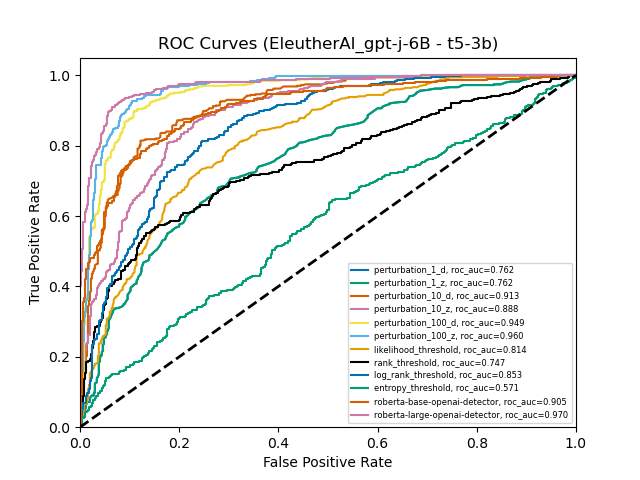 ROC Curves (EleutherAI_gpt-j-6B - t5-3b)
True Positive Rate
1.0
0.8
0.6
0.4
0.2
0.0
perturbation_1_d, roc_auc=0.762
perturbation_1_z, roc_auc=0.762
perturbation_10_d, roc_auc=0.913
perturbation_10_z, roc_auc=0.888
perturbation_100_d, roc_auc=0.949
perturbation_100_z, roc_auc=0.960
likelihood_threshold, roc_auc=0.814
rank_threshold, roc_auc=0.747
log_rank_threshold, roc_auc=0.853
entropy_threshold, roc_auc=0.571
roberta-base-openai-detector, roc_auc=0.905
roberta-large-openai-detector, roc_auc=0.970
0.0 0.2 0.4 0.6 0.8 1.0
False Positive Rate